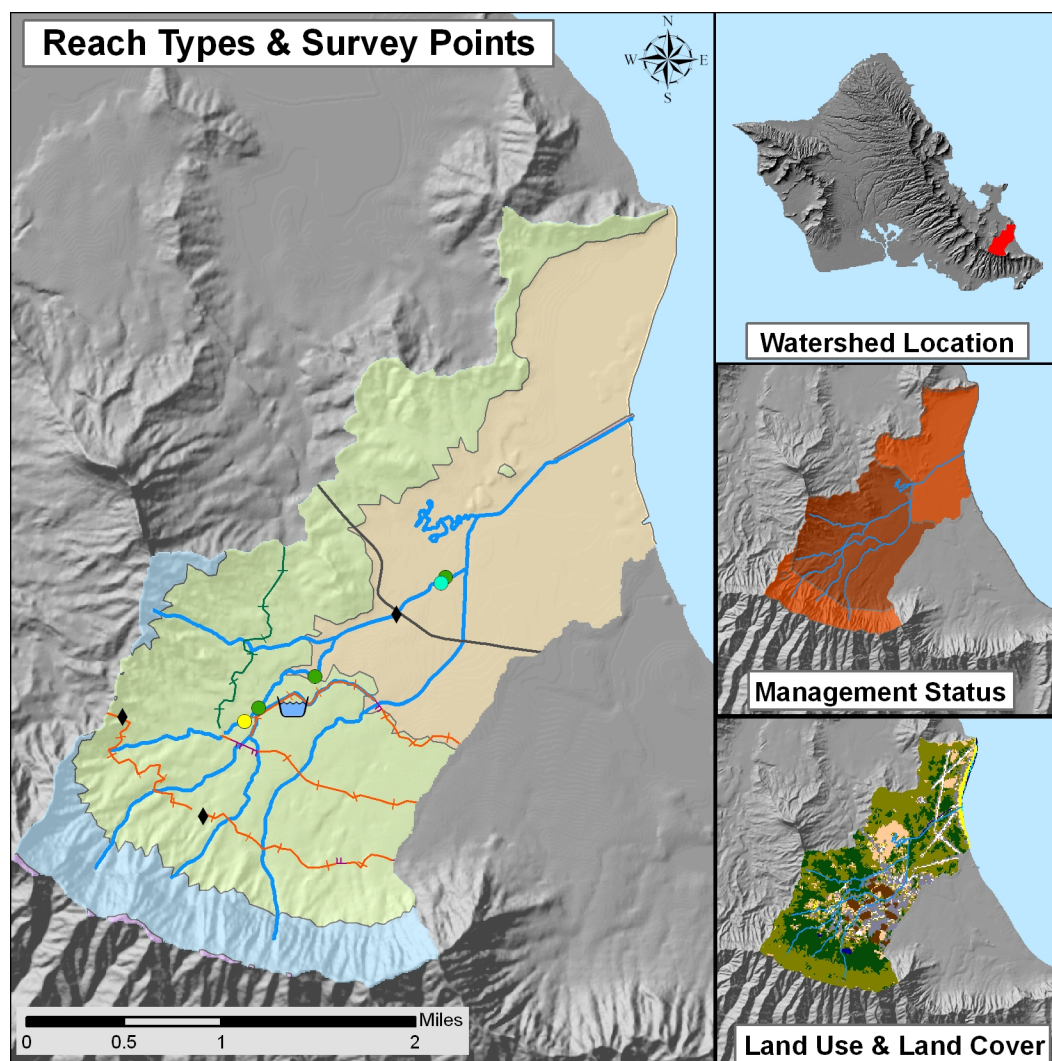 Reach Types & Survey Points
N
W E
S
Miles
0 0.5 1 2
Watershed Location
Management Status
Land Use & Land Cover